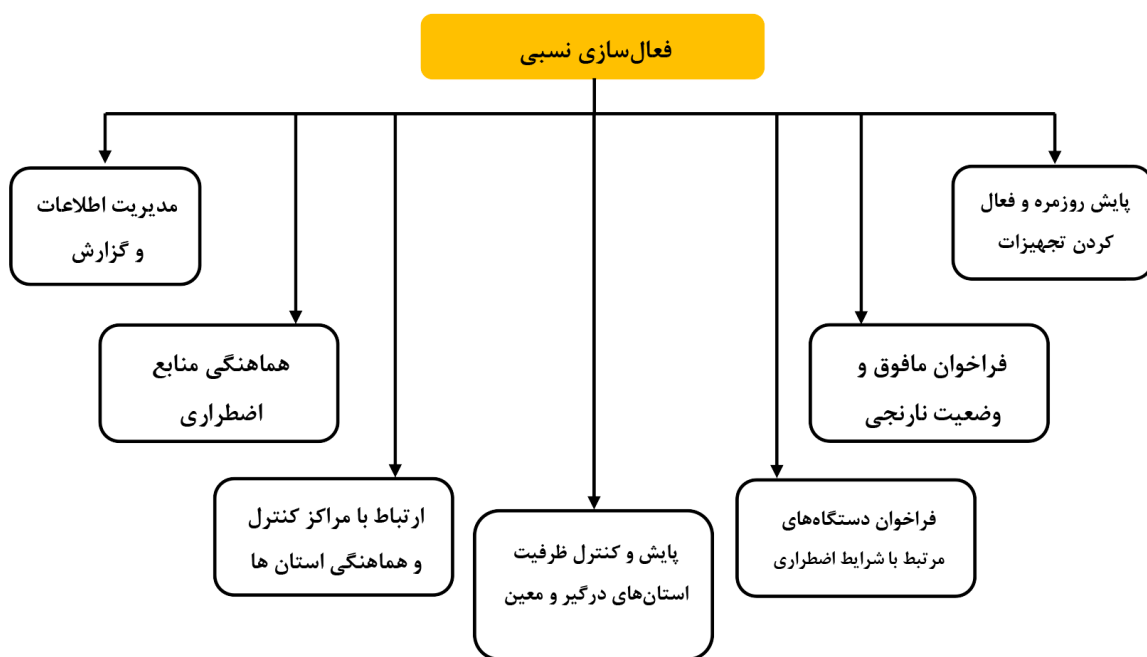 فعال‌سازی نسبی
پایش روزمره و فعال
کردن تجهیزات
فراخوان مافوق و
وضعیت نارنجی
فراخوان دستگاه‌های
مرتبط با شرایط اضطراری
پایش و کنترل ظرفیت
استان‌های درگیر و معین
ارتباط با مراکز کنترل
و هماهنگی استان ها
هماهنگی منابع
اضطراری
مدیریت اطلاعات
و گزارش